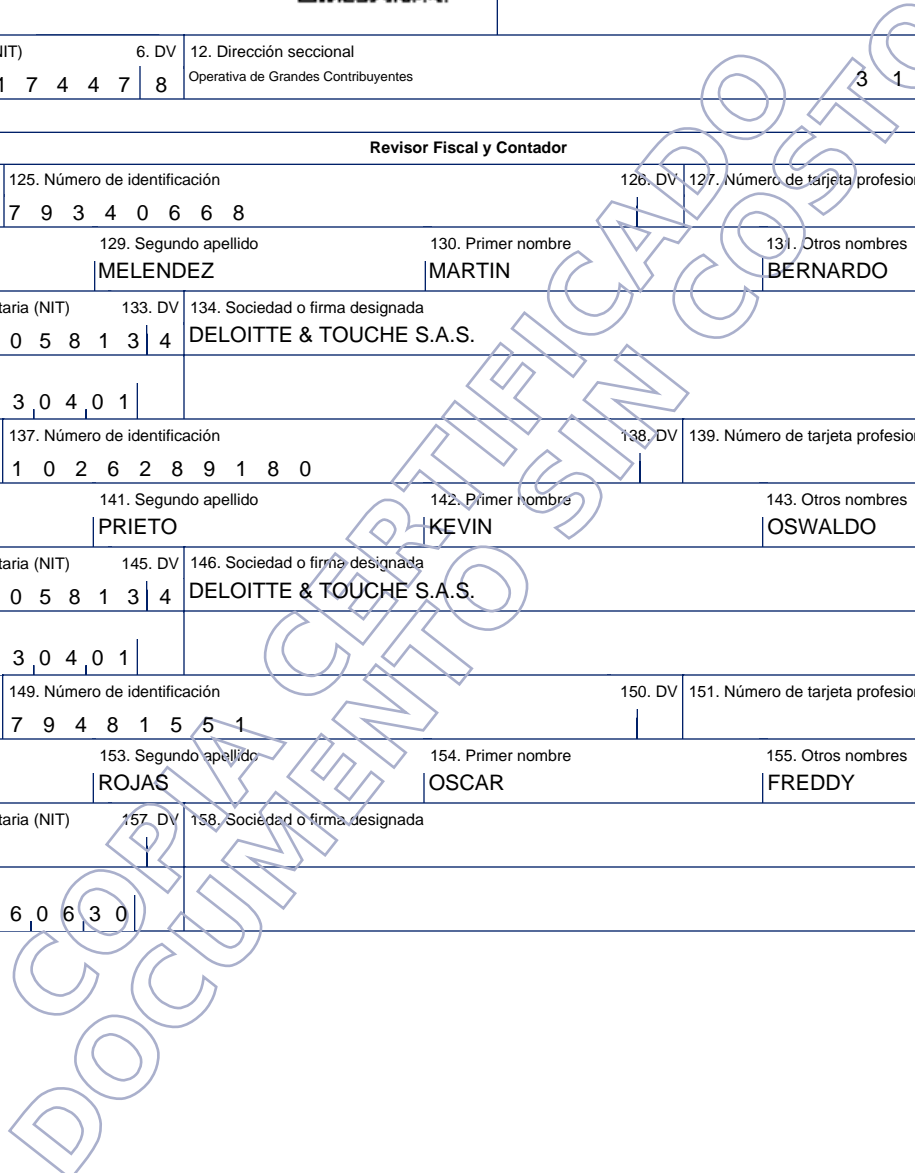 IT) 6. DV 12. Dirección seccional
1 7 4 4 7 8 Operativa de Grandes Contribuyentes 3 1
Revisor Fiscal y Contador
125. Número de identificación 126. DV 127. Número de tarjeta profesion
7 9 3 4 0 6 6 8
129. Segundo apellido 130. Primer nombre 131. Otros nombres
MELENDEZ MARTIN BERNARDO
taria (NIT) 133. DV 134. Sociedad o firma designada
0 5 8 1 3 4 DELOITTE & TOUCHE S.A.S.
3 0 4 0 1
137. Número de identificación 138. DV 139. Número de tarjeta profesion
1 0 2 6 2 8 9 1 8 0
141. Segundo apellido 142. Primer nombre 143. Otros nombres
PRIETO KEVIN OSWALDO
taria (NIT) 145. DV 146. Sociedad o firma designada
0 5 8 1 3 4 DELOITTE & TOUCHE S.A.S.
3 0 4 0 1
149. Número de identificación 150. DV 151. Número de tarjeta profesion
7 9 4 8 1 5 5 1
153. Segundo apellido 154. Primer nombre 155. Otros nombres
ROJAS OSCAR FREDDY
taria (NIT) 157. DV 158. Sociedad o firma designada
6 0 6 3 0
COPIA CERTIFICADO
DOCUMENTO SIN COSTO